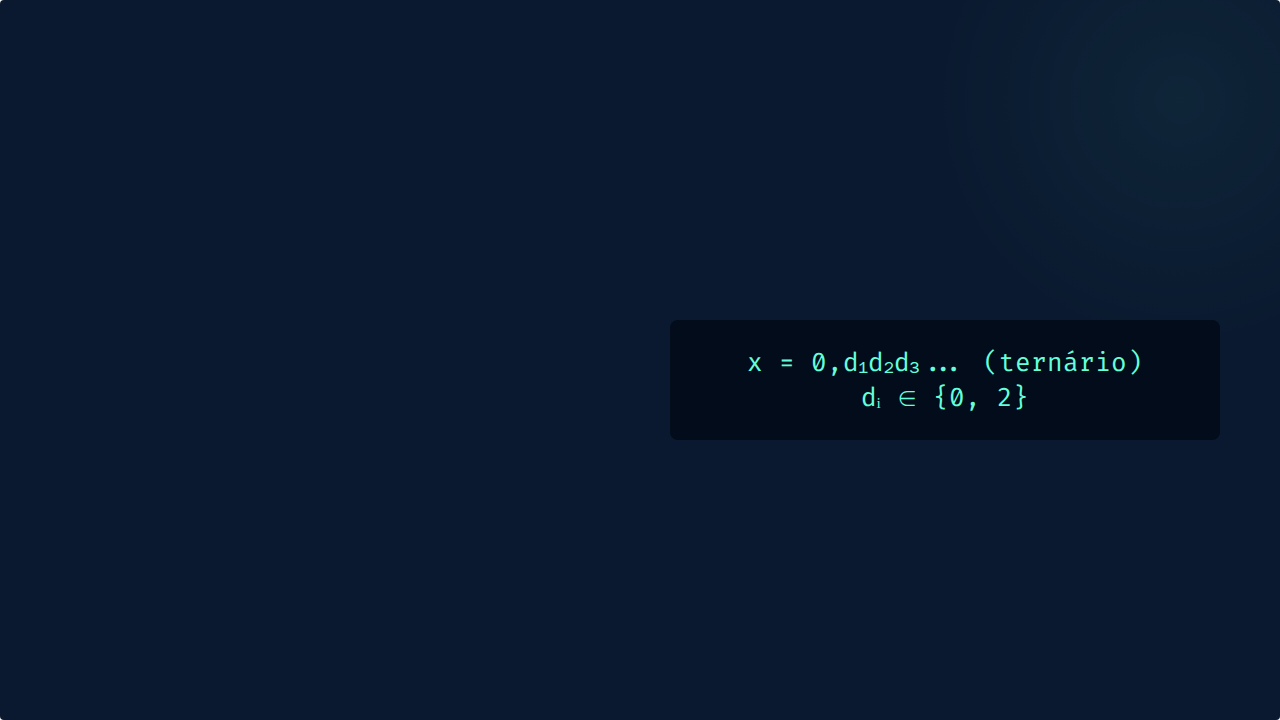 x = 0,d₁d₂d₃... (ternário)
dᵢ ∈ {0, 2}